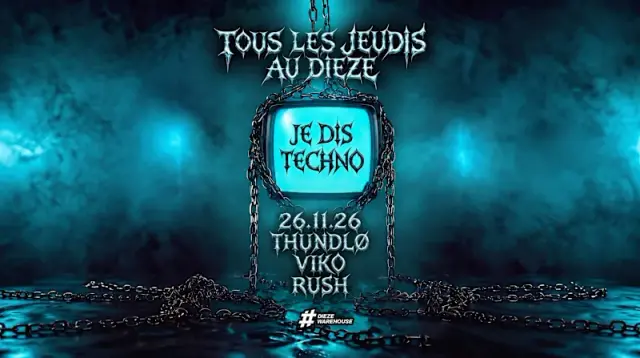 TOUS LES JEUDIS
AU DIEZE
JE DIS
TECHNO
26.11.26
THUNDLØ
VIKO
RUSH
# DIEZE
WAREHOUSE